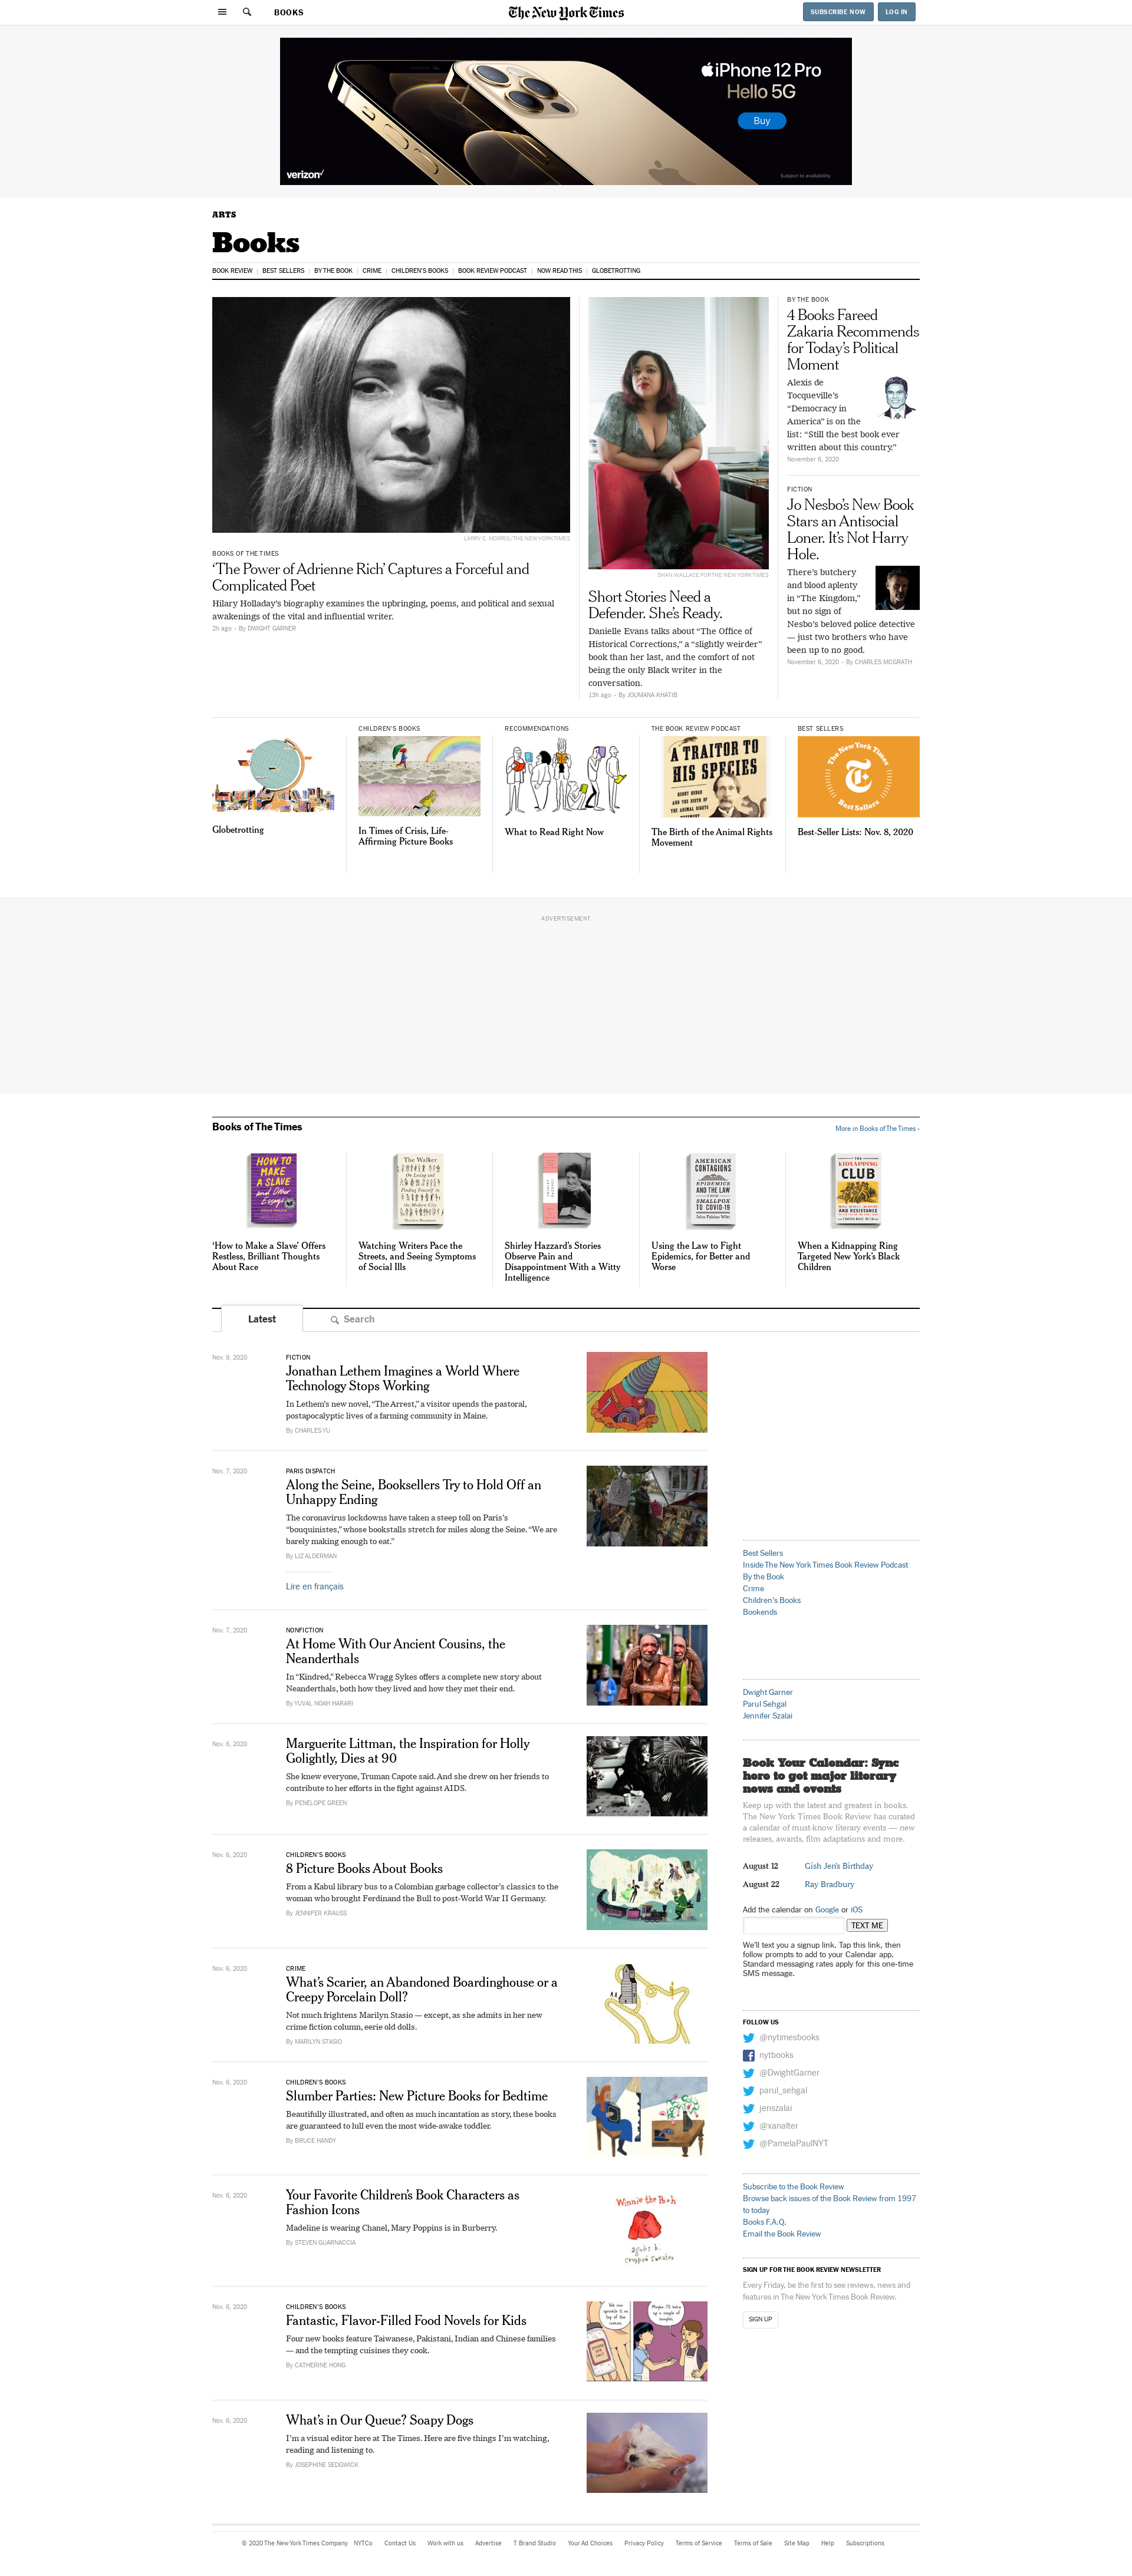 BOOKS
The New York Times
SUBSCRIBE NOW
LOG IN
iPhone 12 Pro
Hello 5G
Buy
verizon✓
Subject to availability
ARTS
Books
BOOK REVIEW
BEST SELLERS
BY THE BOOK
CRIME
CHILDREN'S BOOKS
BOOK REVIEW PODCAST
NOW READ THIS
GLOBETROTTING
LARRY C. MORRIS/THE NEW YORK TIMES
BOOKS OF THE TIMES
‘The Power of Adrienne Rich’ Captures a Forceful and
Complicated Poet
Hilary Holladay’s biography examines the upbringing, poems, and political and sexual
awakenings of the vital and influential writer.
2h ago • By DWIGHT GARNER
SHAN WALLACE FOR THE NEW YORK TIMES
Short Stories Need a
Defender. She’s Ready.
Danielle Evans talks about “The Office of
Historical Corrections,” a “slightly weirder”
book than her last, and the comfort of not
being the only Black writer in the
conversation.
13h ago • By JOUMANA KHATIB
BY THE BOOK
4 Books Fareed
Zakaria Recommends
for Today’s Political
Moment
Alexis de
Tocqueville’s
“Democracy in
America” is on the
list: “Still the best book ever
written about this country.”
November 6, 2020
FICTION
Jo Nesbo’s New Book
Stars an Antisocial
Loner. It’s Not Harry
Hole.
There’s butchery
and blood aplenty
in “The Kingdom,”
but no sign of
Nesbo’s beloved police detective
— just two brothers who have
been up to no good.
November 6, 2020 • By CHARLES MCGRATH
Globetrotting
CHILDREN’S BOOKS
In Times of Crisis, Life-
Affirming Picture Books
RECOMMENDATIONS
What to Read Right Now
THE BOOK REVIEW PODCAST
A TRAITOR TO
HIS SPECIES
HENRY BERGH
AND THE BIRTH OF
THE ANIMAL RIGHTS
MOVEMENT
The Birth of the Animal Rights
Movement
BEST SELLERS
The New York Times
Best Sellers
Best-Seller Lists: Nov. 8, 2020
ADVERTISEMENT
Books of The Times
More in Books of The Times ›
HOW TO
MAKE
A SLAVE
and Other
Essays
‘How to Make a Slave’ Offers
Restless, Brilliant Thoughts
About Race
The Walker
On Losing and
Finding Yourself in
the Modern City
Matthew Beaumont
Watching Writers Pace the
Streets, and Seeing Symptoms
of Social Ills
Shirley Hazzard’s Stories
Observe Pain and
Disappointment With a Witty
Intelligence
AMERICAN
CONTAGIONS
EPIDEMICS
AND THE LAW
from
SMALLPOX
TO COVID-19
John Fabian Witt
Using the Law to Fight
Epidemics, for Better and
Worse
THE
KIDNAPPING
CLUB
AND RESISTANCE
When a Kidnapping Ring
Targeted New York’s Black
Children
Latest
Search
Nov. 9, 2020
FICTION
Jonathan Lethem Imagines a World Where
Technology Stops Working
In Lethem’s new novel, “The Arrest,” a visitor upends the pastoral,
postapocalyptic lives of a farming community in Maine.
By CHARLES YU
Nov. 7, 2020
PARIS DISPATCH
Along the Seine, Booksellers Try to Hold Off an
Unhappy Ending
The coronavirus lockdowns have taken a steep toll on Paris’s
“bouquinistes,” whose bookstalls stretch for miles along the Seine. “We are
barely making enough to eat.”
By LIZ ALDERMAN
Lire en français
Nov. 7, 2020
NONFICTION
At Home With Our Ancient Cousins, the
Neanderthals
In “Kindred,” Rebecca Wragg Sykes offers a complete new story about
Neanderthals, both how they lived and how they met their end.
By YUVAL NOAH HARARI
Nov. 6, 2020
Marguerite Littman, the Inspiration for Holly
Golightly, Dies at 90
She knew everyone, Truman Capote said. And she drew on her friends to
contribute to her efforts in the fight against AIDS.
By PENELOPE GREEN
Nov. 6, 2020
CHILDREN’S BOOKS
8 Picture Books About Books
From a Kabul library bus to a Colombian garbage collector’s classics to the
woman who brought Ferdinand the Bull to post-World War II Germany.
By JENNIFER KRAUSS
Nov. 6, 2020
CRIME
What’s Scarier, an Abandoned Boardinghouse or a
Creepy Porcelain Doll?
Not much frightens Marilyn Stasio — except, as she admits in her new
crime fiction column, eerie old dolls.
By MARILYN STASIO
Nov. 6, 2020
CHILDREN’S BOOKS
Slumber Parties: New Picture Books for Bedtime
Beautifully illustrated, and often as much incantation as story, these books
are guaranteed to lull even the most wide-awake toddler.
By BRUCE HANDY
Nov. 6, 2020
Your Favorite Children’s Book Characters as
Fashion Icons
Madeline is wearing Chanel, Mary Poppins is in Burberry.
By STEVEN GUARNACCIA
Winnie the Pooh
agnès b.
cropped sweater
Nov. 6, 2020
CHILDREN’S BOOKS
Fantastic, Flavor-Filled Food Novels for Kids
Four new books feature Taiwanese, Pakistani, Indian and Chinese families
— and the tempting cuisines they cook.
By CATHERINE HONG
Nov. 6, 2020
What’s in Our Queue? Soapy Dogs
I’m a visual editor here at The Times. Here are five things I’m watching,
reading and listening to.
By JOSEPHINE SEDGWICK
Best Sellers
Inside The New York Times Book Review Podcast
By the Book
Crime
Children's Books
Bookends
Dwight Garner
Parul Sehgal
Jennifer Szalai
Book Your Calendar: Sync
here to get major literary
news and events
Keep up with the latest and greatest in books.
The New York Times Book Review has curated
a calendar of must-know literary events — new
releases, awards, film adaptations and more.
August 12 Gish Jen's Birthday
August 22 Ray Bradbury
Add the calendar on Google or iOS
TEXT ME
We'll text you a signup link. Tap this link, then
follow prompts to add to your Calendar app.
Standard messaging rates apply for this one-time
SMS message.
FOLLOW US
@nytimesbooks
nytbooks
@DwightGarner
parul_sehgal
jenszalai
@xanalter
@PamelaPaulNYT
Subscribe to the Book Review
Browse back issues of the Book Review from 1997
to today
Books F.A.Q.
Email the Book Review
SIGN UP FOR THE BOOK REVIEW NEWSLETTER
Every Friday, be the first to see reviews, news and
features in The New York Times Book Review.
SIGN UP
© 2020 The New York Times Company
NYTCo
Contact Us
Work with us
Advertise
T Brand Studio
Your Ad Choices
Privacy Policy
Terms of Service
Terms of Sale
Site Map
Help
Subscriptions